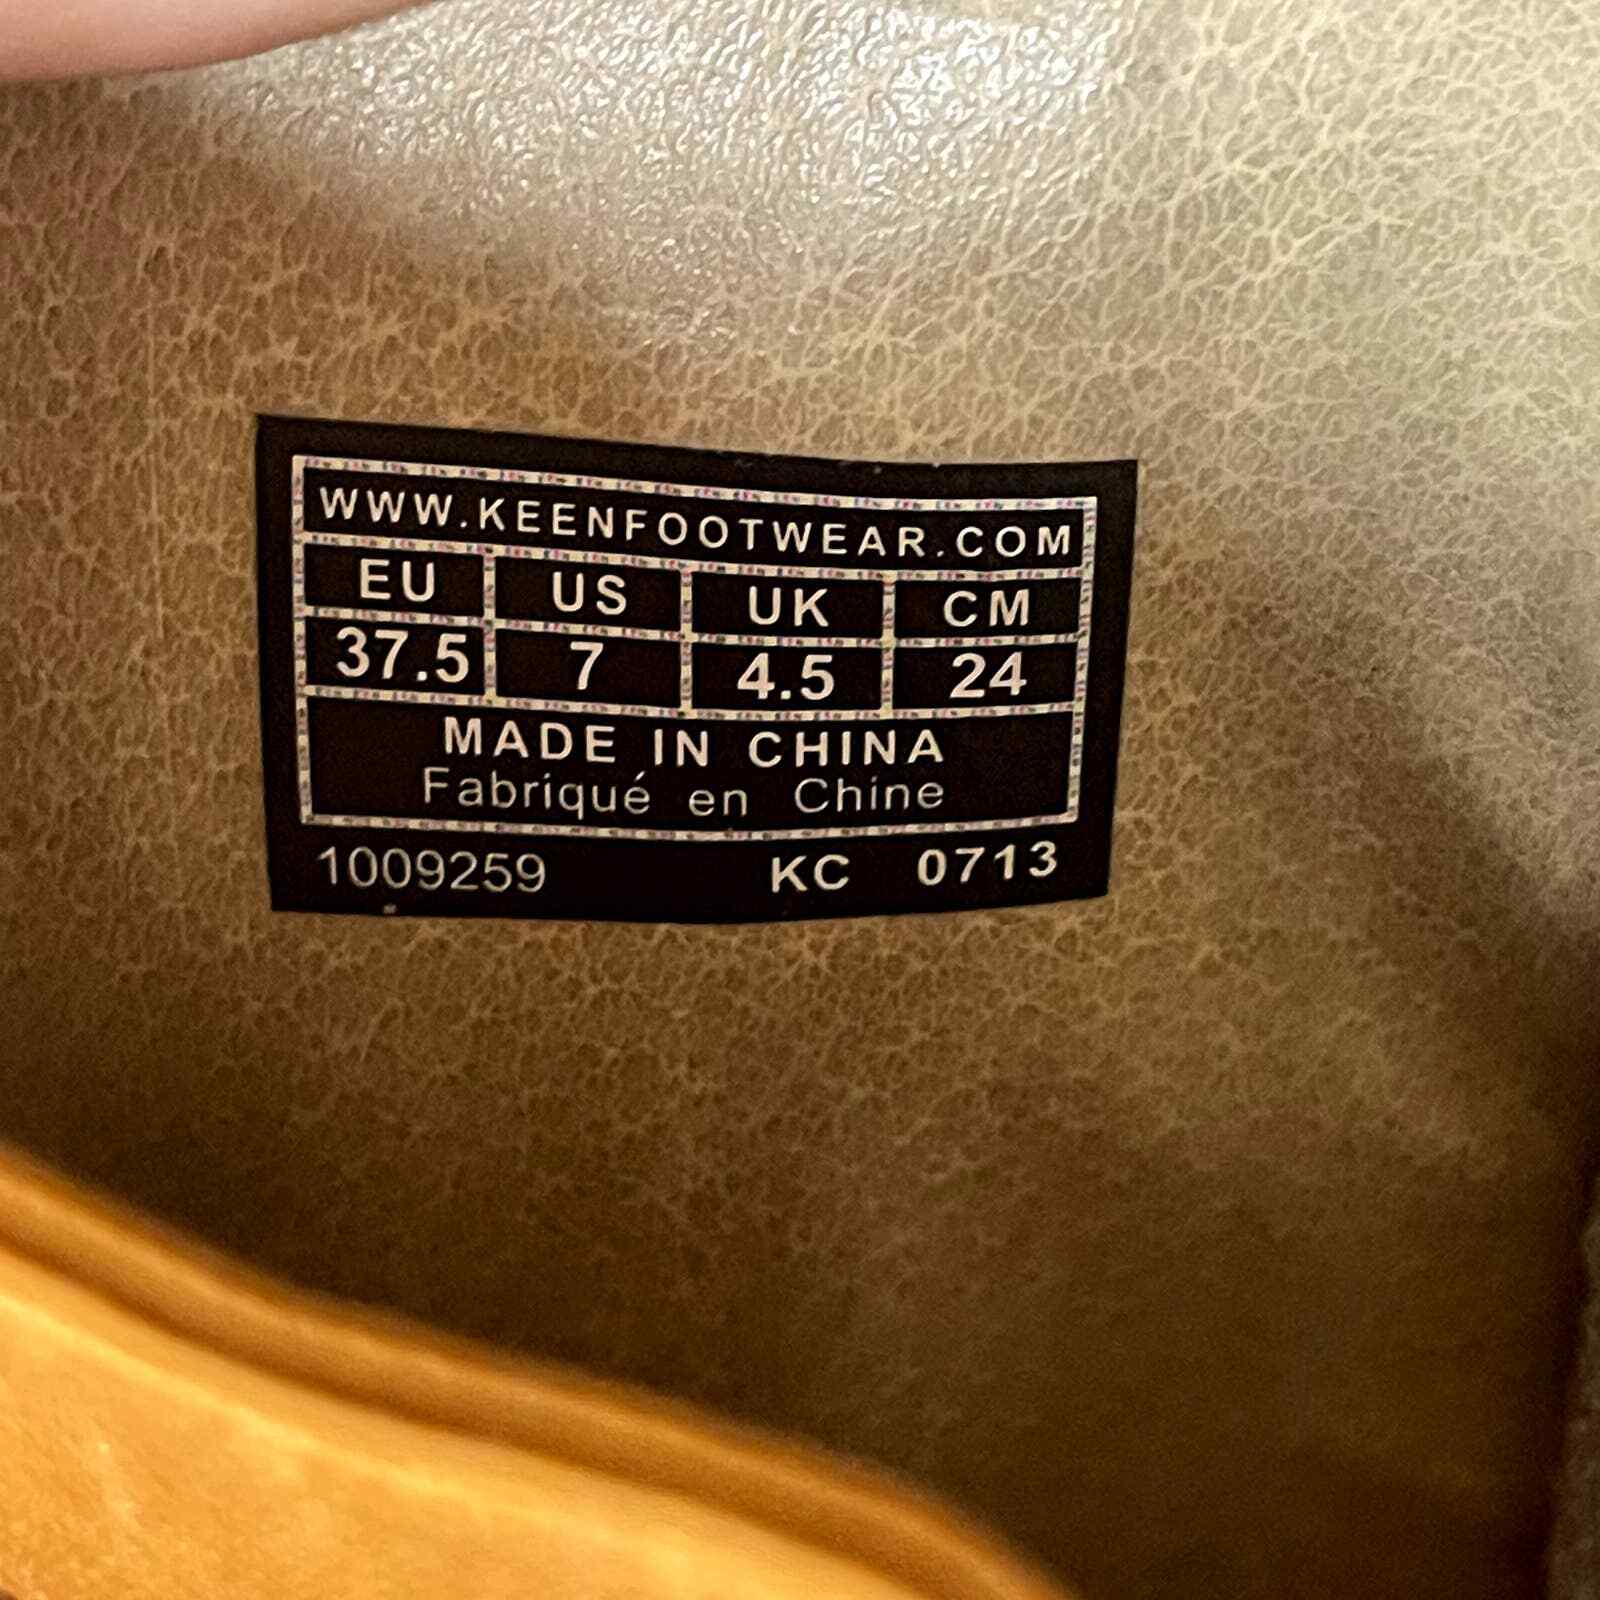 WWW.KEENFOOTWEAR.COM
EU US UK CM
37.5 7 4.5 24
MADE IN CHINA
Fabriqué en Chine
1009259 KC 0713